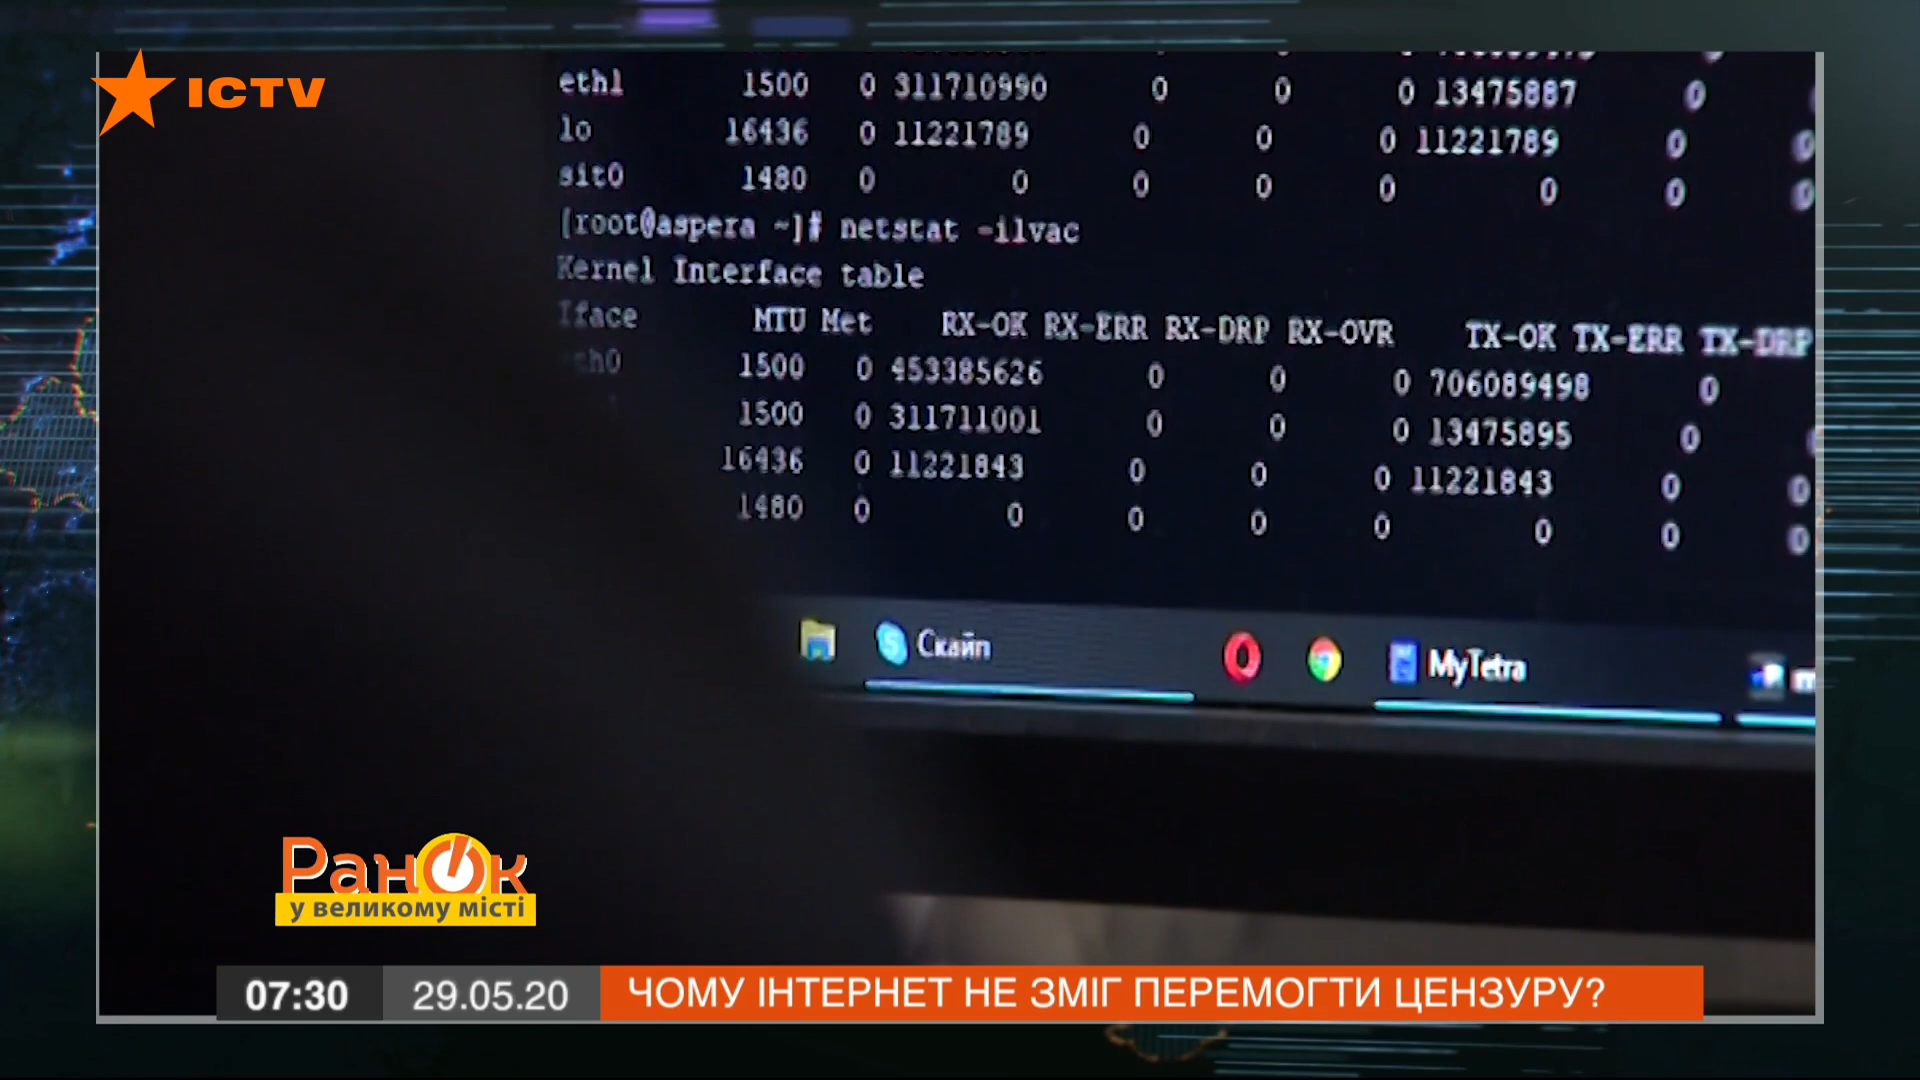 ICTV
eth1 1500 0 311710990 0 0 0 13475887 0
lo 16436 0 11221789 0 0 0 11221789 0 0
sit0 1480 0 0 0 0 0 0 0 0
[root@aspera ~]# netstat -ilvac
Kernel Interface table
Iface MTU Met RX-OK RX-ERR RX-DRP RX-OVR TX-OK TX-ERR TX-DRP
eth0 1500 0 453385626 0 0 0 706089498 0
1500 0 311711001 0 0 0 13475895 0
16436 0 11221843 0 0 0 11221843 0 0
1480 0 0 0 0 0 0 0 0
Скайп MyTetra
Ранок
у великому місті
07:30 29.05.20 ЧОМУ ІНТЕРНЕТ НЕ ЗМІГ ПЕРЕМОГТИ ЦЕНЗУРУ?